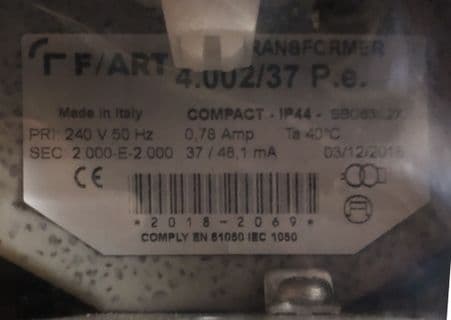 F/ART TRANSFORMER
4.002/37 P.e.
Made in Italy COMPACT - IP44 -
PRI: 240 V 50 Hz 0,78 Amp Ta 40°C
SEC: 2.000-E-2.000 37 / 48,1 mA 03/12/2018
CE
*2018-2069*
COMPLY EN 61050 IEC 1050